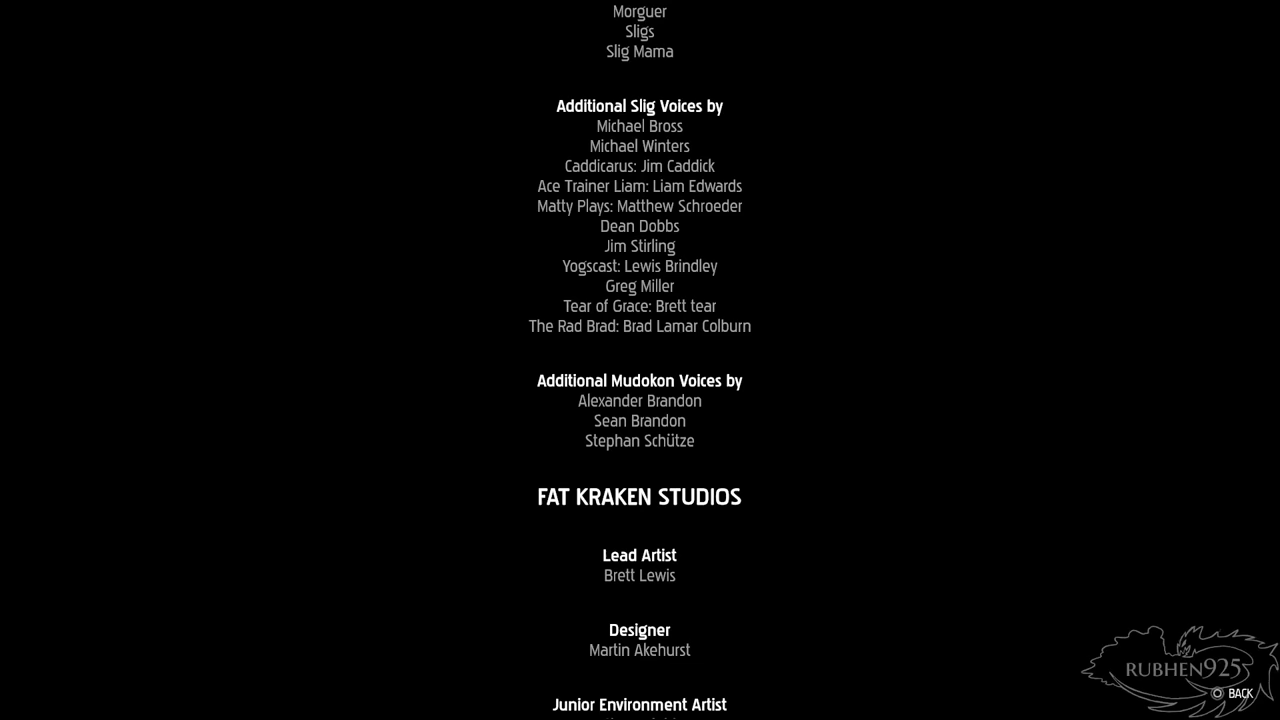 Morguer
Sligs
Slig Mama
Additional Slig Voices by
Michael Bross
Michael Winters
Caddicarus: Jim Caddick
Ace Trainer Liam: Liam Edwards
Matty Plays: Matthew Schroeder
Dean Dobbs
Jim Stirling
Yogscast: Lewis Brindley
Greg Miller
Tear of Grace: Brett tear
The Rad Brad: Brad Lamar Colburn
Additional Mudokon Voices by
Alexander Brandon
Sean Brandon
Stephan Schütze
FAT KRAKEN STUDIOS
Lead Artist
Brett Lewis
Designer
Martin Akehurst
Junior Environment Artist
RUBHEN925
BACK